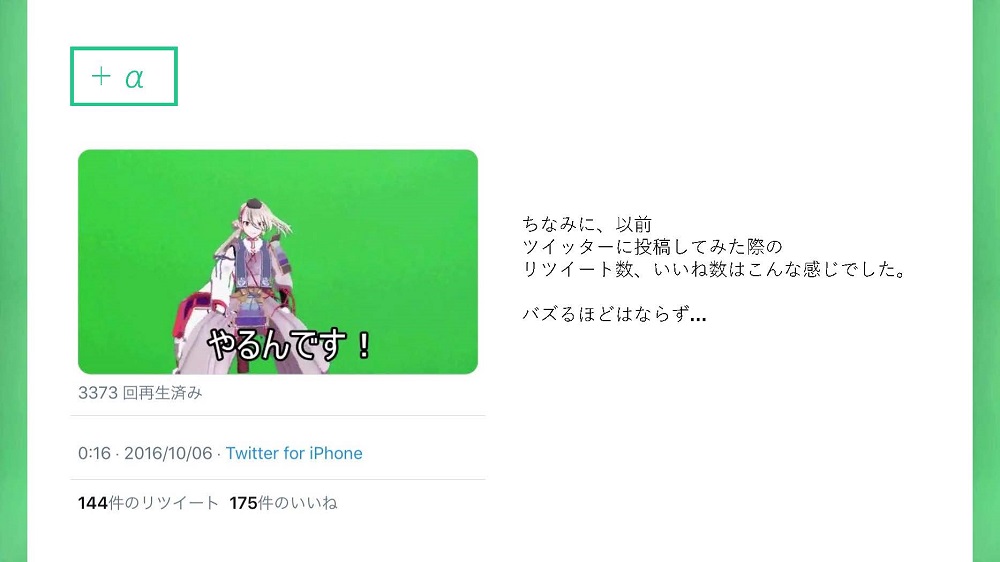 + α
やるんです！
3373 回再生済み
0:16 · 2016/10/06 · Twitter for iPhone
144件のリツイート 175件のいいね
ちなみに、以前
ツイッターに投稿してみた際の
リツイート数、いいね数はこんな感じでした。
バズるほどはならず...